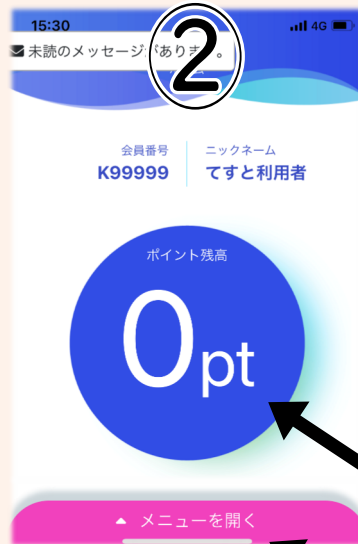 15:30
4G
②
未読のメッセージがあります。
会員番号
ニックネーム
K99999
てすと利用者
ポイント残高
0pt
メニューを開く